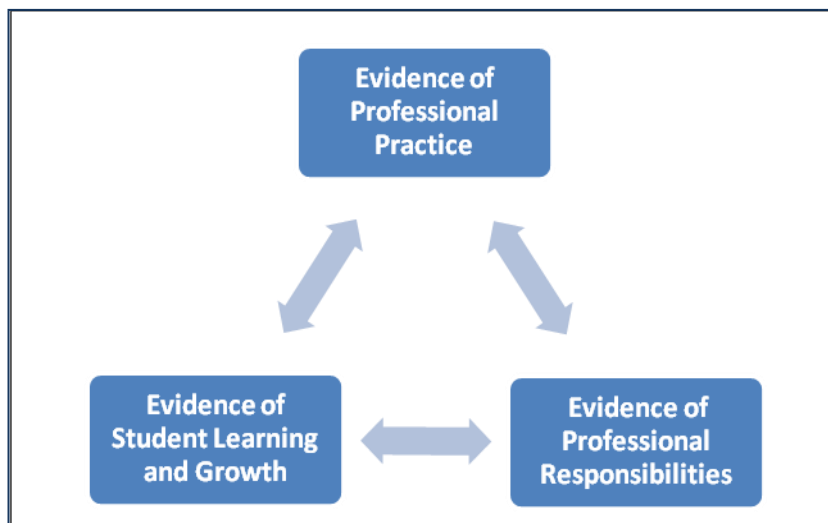 Evidence of
Professional
Practice
Evidence of
Student Learning
and Growth
Evidence of
Professional
Responsibilities